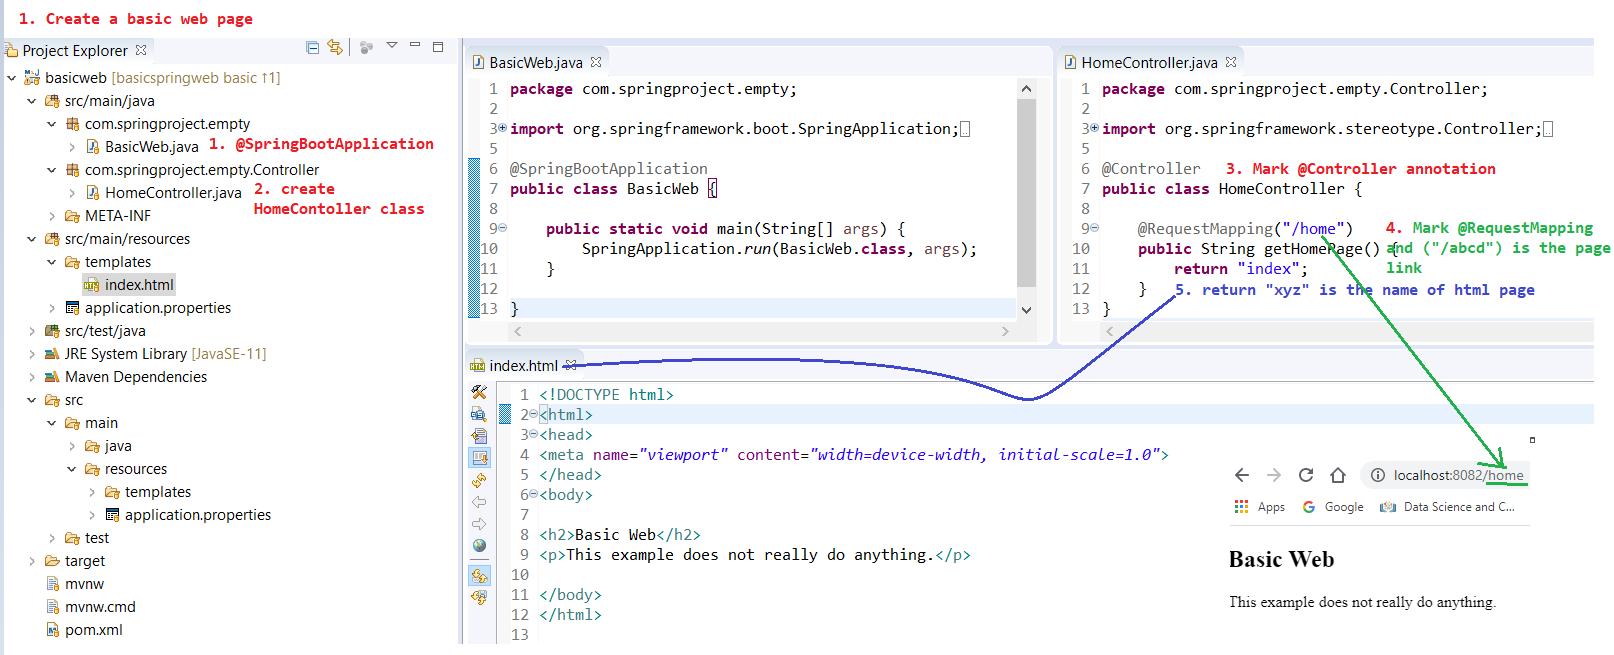 1. Create a basic web page
Project Explorer
basicweb [basicspringweb basic ↑1]
src/main/java
com.springproject.empty
BasicWeb.java 1. @SpringBootApplication
com.springproject.empty.Controller
HomeController.java 2. create
HomeContoller class
META-INF
src/main/resources
templates
index.html
application.properties
src/test/java
JRE System Library [JavaSE-11]
Maven Dependencies
src
main
java
resources
templates
application.properties
test
target
mvnw
mvnw.cmd
pom.xml
BasicWeb.java
1 package com.springproject.empty;
2
3 import org.springframework.boot.SpringApplication;
5
6 @SpringBootApplication
7 public class BasicWeb {
8
9 public static void main(String[] args) {
10 SpringApplication.run(BasicWeb.class, args);
11 }
12
13 }
HomeController.java
1 package com.springproject.empty.Controller;
2
3 import org.springframework.stereotype.Controller;
5
6 @Controller 3. Mark @Controller annotation
7 public class HomeController {
8
9 @RequestMapping("/home") 4. Mark @RequestMapping
10 public String getHomePage() { and ("/abcd") is the page
11 return "index"; link
12 } 5. return "xyz" is the name of html page
13 }
index.html
1 <!DOCTYPE html>
2 <html>
3 <head>
4 <meta name="viewport" content="width=device-width, initial-scale=1.0">
5 </head>
6 <body>
7
8 <h2>Basic Web</h2>
9 <p>This example does not really do anything.</p>
10
11 </body>
12 </html>
13
localhost:8082/home
Apps Google Data Science and C...
Basic Web
This example does not really do anything.